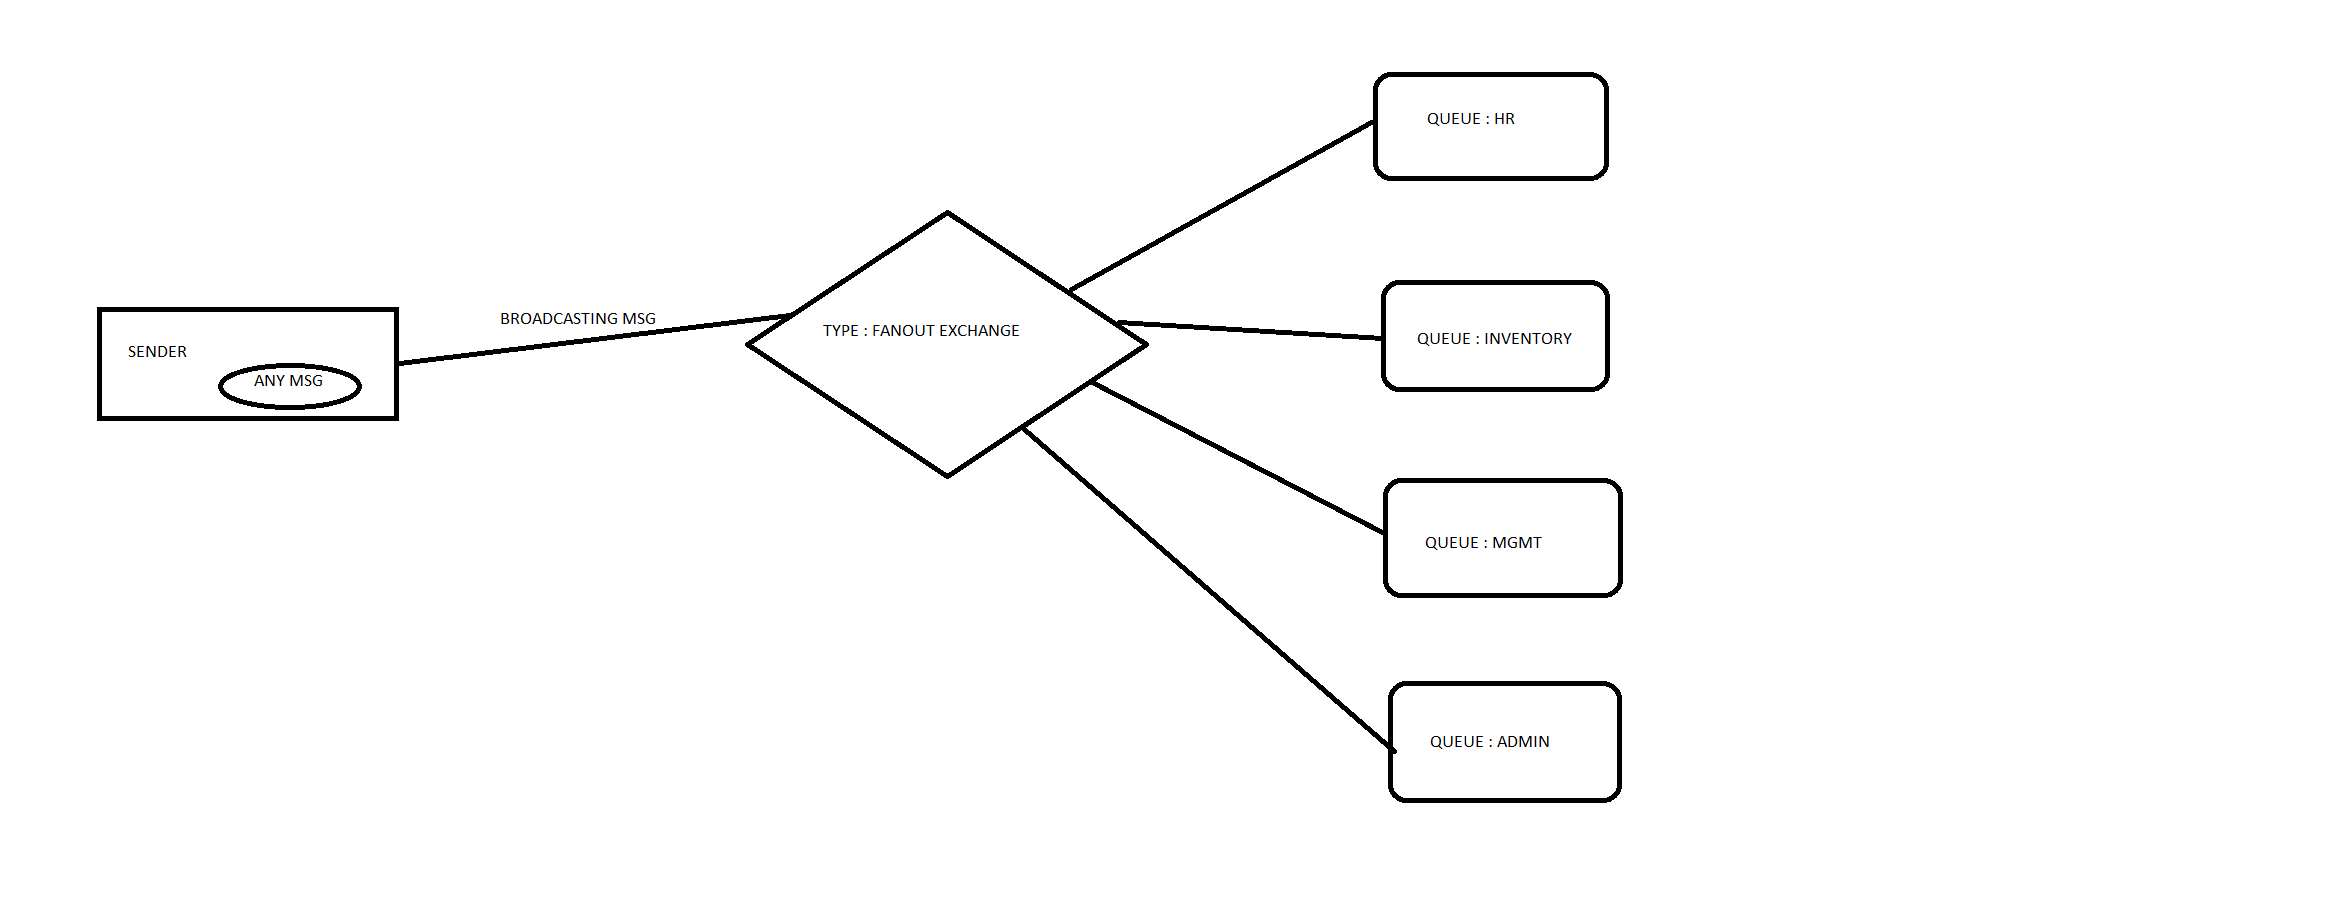 QUEUE : HR
BROADCASTING MSG
TYPE : FANOUT EXCHANGE
QUEUE : INVENTORY
SENDER
ANY MSG
QUEUE : MGMT
QUEUE : ADMIN